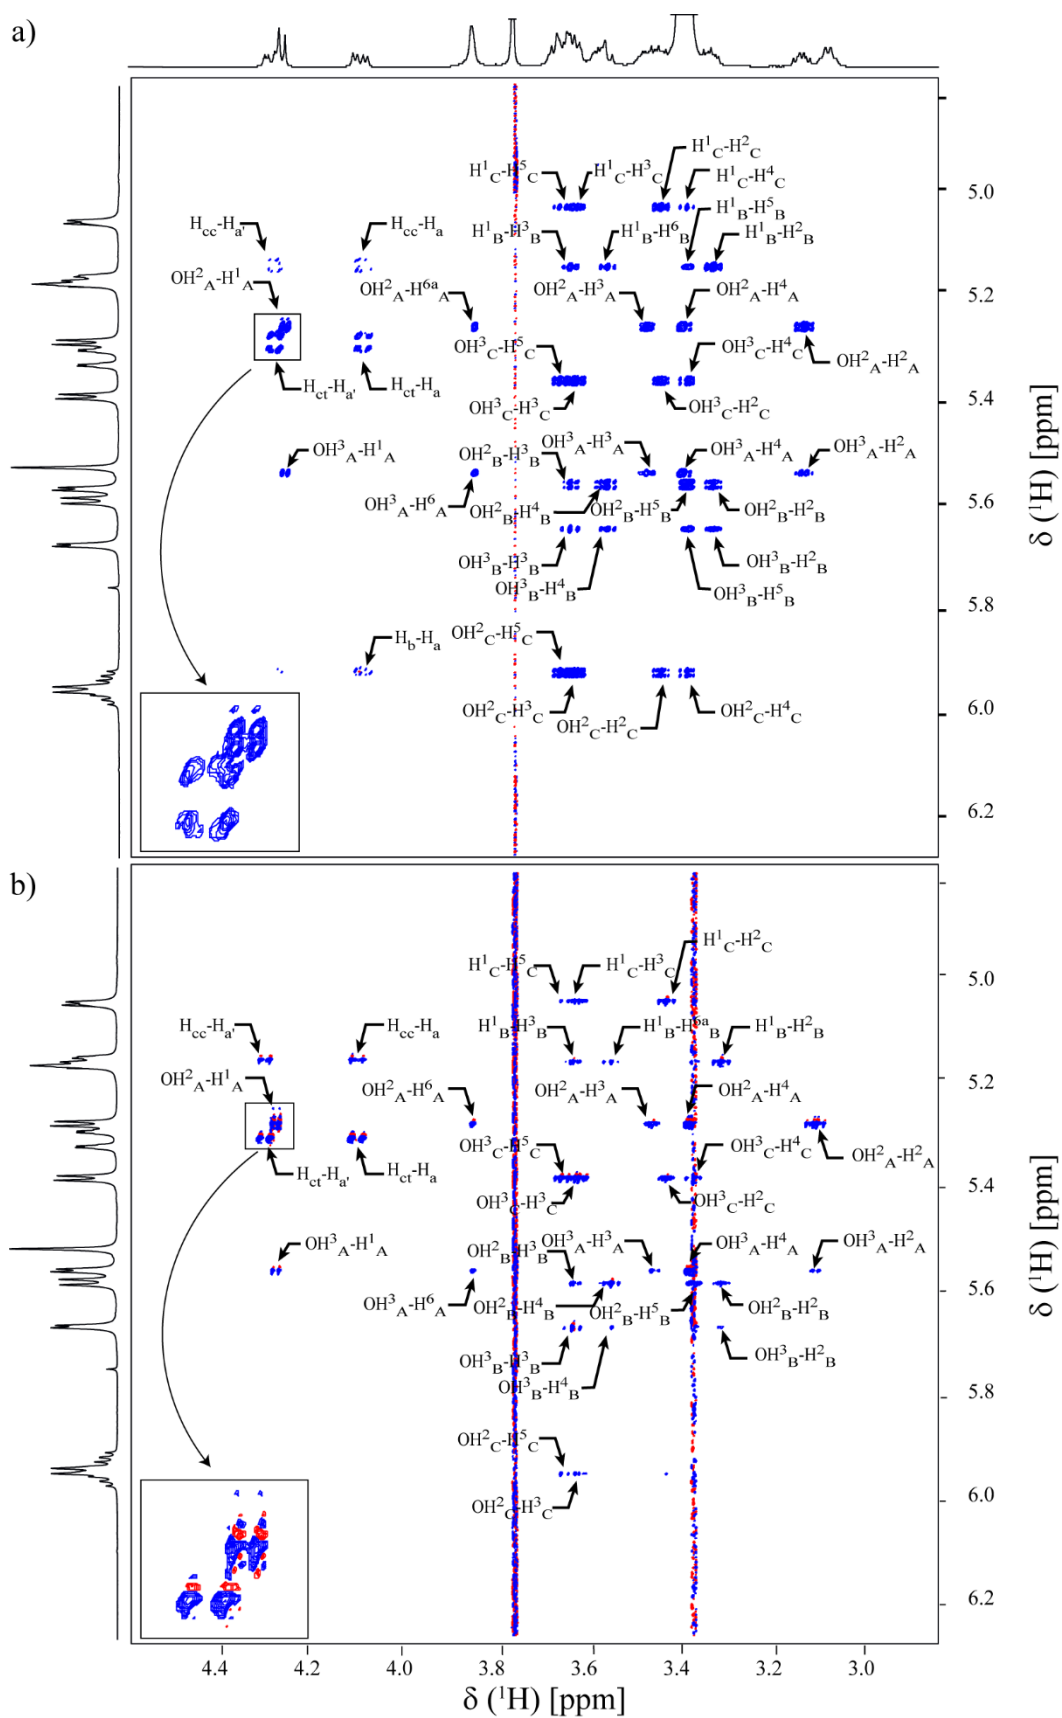 a)
H¹C-H²C
H¹C-H⁵C
H¹C-H³C
H¹C-H⁴C
5.0
H¹B-H⁵B
Hcc-Ha'
Hcc-Ha
H¹B-H³B
H¹B-H⁶B
H¹B-H²B
OH²A-H¹A
OH²A-H⁶ᵃA
OH²A-H³A
OH²A-H⁴A
5.2
OH³C-H⁵C
OH³C-H⁴C
OH²A-H²A
Hct-Ha'
Hct-Ha
OH³C-H³C
OH³C-H²C
5.4
OH³A-H¹A
OH²B-H³B
OH³A-H³A
OH³A-H⁴A
OH³A-H²A
OH³A-H⁶A
OH²B-H⁴B
OH²B-H⁵B
OH²B-H²B
5.6
OH³B-H³B
OH³B-H²B
OH³B-H⁴B
OH³B-H⁵B
5.8
Hb-Ha
OH²C-H⁵C
OH²C-H³C
OH²C-H²C
OH²C-H⁴C
6.0
6.2
δ (¹H) [ppm]
b)
H¹C-H²C
H¹C-H⁵C
H¹C-H³C
5.0
Hcc-Ha'
Hcc-Ha
H¹B-H³B
H¹B-H⁶ᵃB
H¹B-H²B
OH²A-H¹A
OH²A-H⁶A
OH²A-H³A
OH²A-H⁴A
5.2
OH³C-H⁵C
OH³C-H⁴C
OH²A-H²A
Hct-Ha'
Hct-Ha
OH³C-H³C
OH³C-H²C
5.4
OH³A-H¹A
OH²B-H³B
OH³A-H³A
OH³A-H⁴A
OH³A-H²A
OH³A-H⁶A
OH²B-H⁴B
OH²B-H⁵B
OH²B-H²B
5.6
OH³B-H³B
OH³B-H²B
OH³B-H⁴B
5.8
OH²C-H⁵C
OH²C-H³C
6.0
6.2
δ (¹H) [ppm]
4.4 4.2 4.0 3.8 3.6 3.4 3.2 3.0
δ (¹H) [ppm]